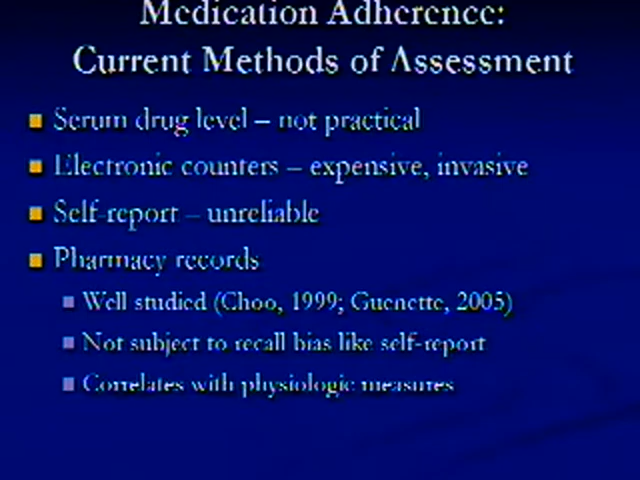 Medication Adherence:
Current Methods of Assessment
Serum drug level – not practical
Electronic counters – expensive, invasive
Self-report – unreliable
Pharmacy records
Well studied (Choo, 1999; Guenette, 2005)
Not subject to recall bias like self-report
Correlates with physiologic measures